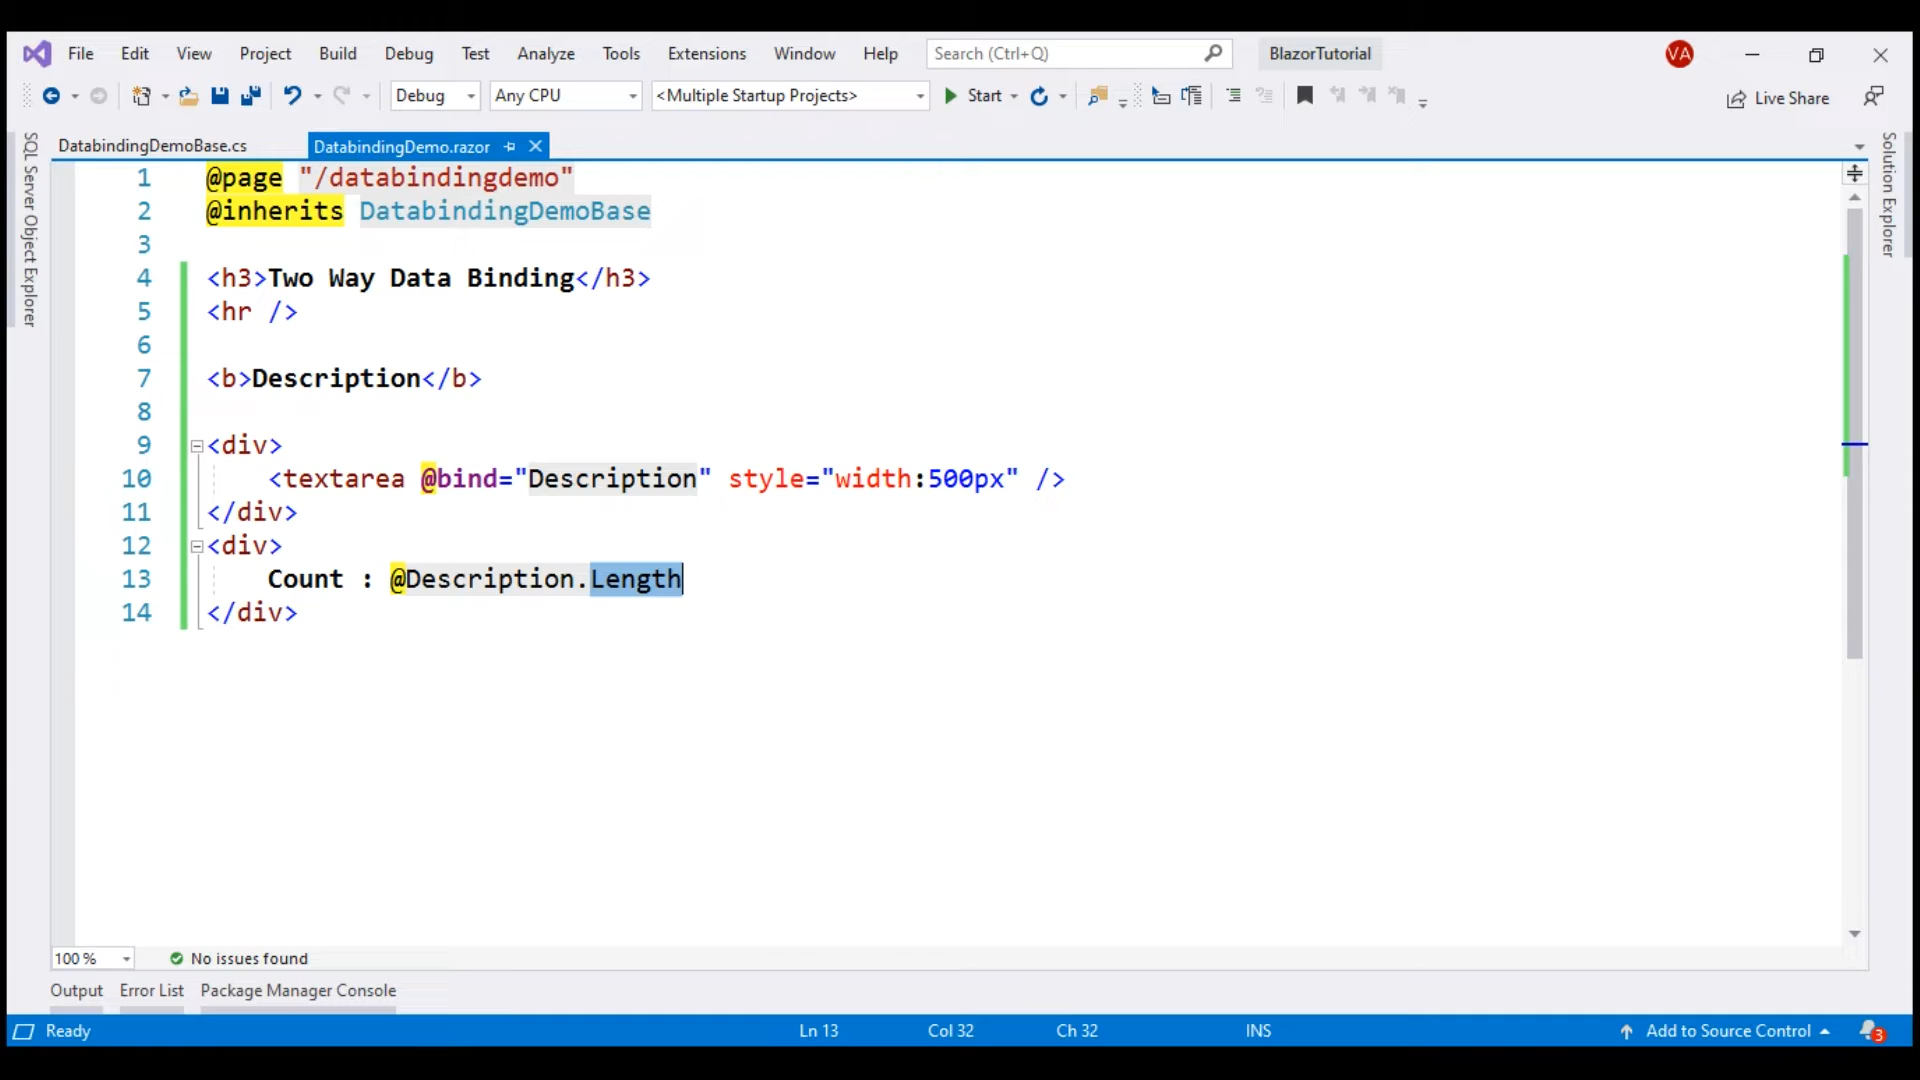 File Edit View Project Build Debug Test Analyze Tools Extensions Window Help Search (Ctrl+Q) BlazorTutorial VA
Debug Any CPU <Multiple Startup Projects> Start Live Share
SQL Server Object Explorer
DatabindingDemoBase.cs DatabindingDemo.razor
Solution Explorer
1 @page "/databindingdemo"
2 @inherits DatabindingDemoBase
3
4 <h3>Two Way Data Binding</h3>
5 <hr />
6
7 <b>Description</b>
8
9 <div>
10 <textarea @bind="Description" style="width:500px" />
11 </div>
12 <div>
13 Count : @Description.Length
14 </div>
100 % No issues found
Output Error List Package Manager Console
Ready Ln 13 Col 32 Ch 32 INS Add to Source Control 3